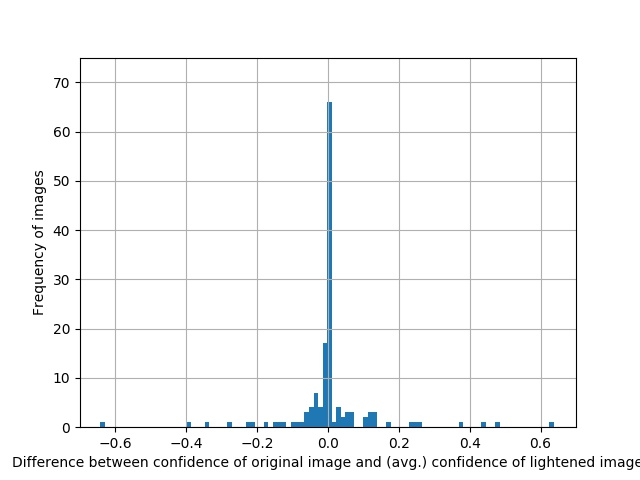 70
60
50
40
30
20
10
0
Frequency of images
−0.6 −0.4 −0.2 0.0 0.2 0.4 0.6
Difference between confidence of original image and (avg.) confidence of lightened image